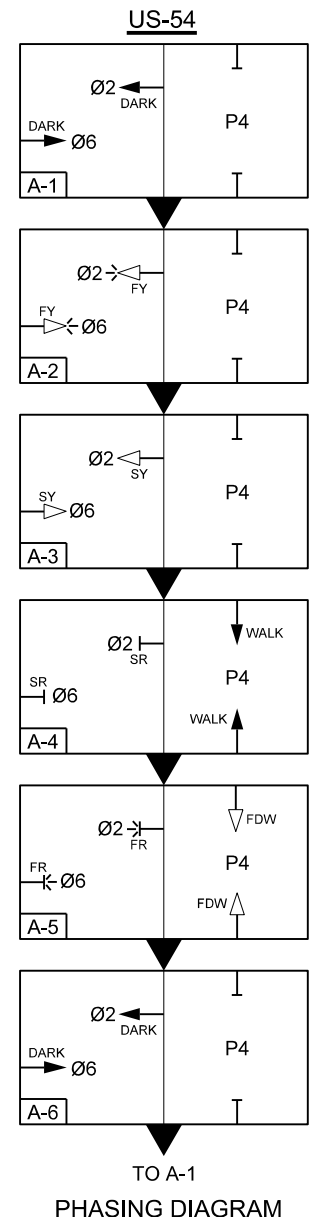 US-54
Ø2
DARK
P4
DARK
Ø6
A-1
Ø2
FY
P4
FY
Ø6
A-2
Ø2
SY
P4
SY
Ø6
A-3
Ø2
SR
WALK
P4
SR
Ø6
WALK
A-4
Ø2
FR
FDW
P4
FR
Ø6
FDW
A-5
Ø2
DARK
P4
DARK
Ø6
A-6
TO A-1
PHASING DIAGRAM